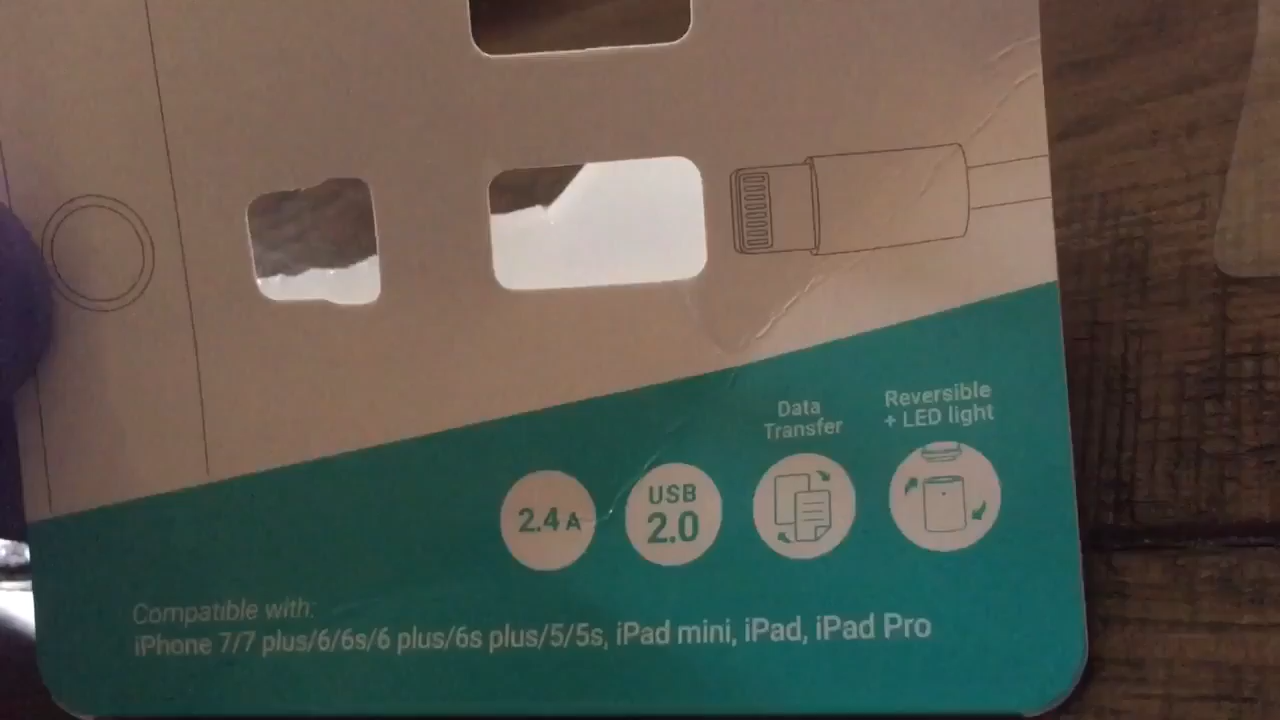 Data
Transfer
Reversible
+ LED light
2.4 A
USB
2.0
Compatible with:
iPhone 7/7 plus/6/6s/6 plus/6s plus/5/5s, iPad mini, iPad, iPad Pro